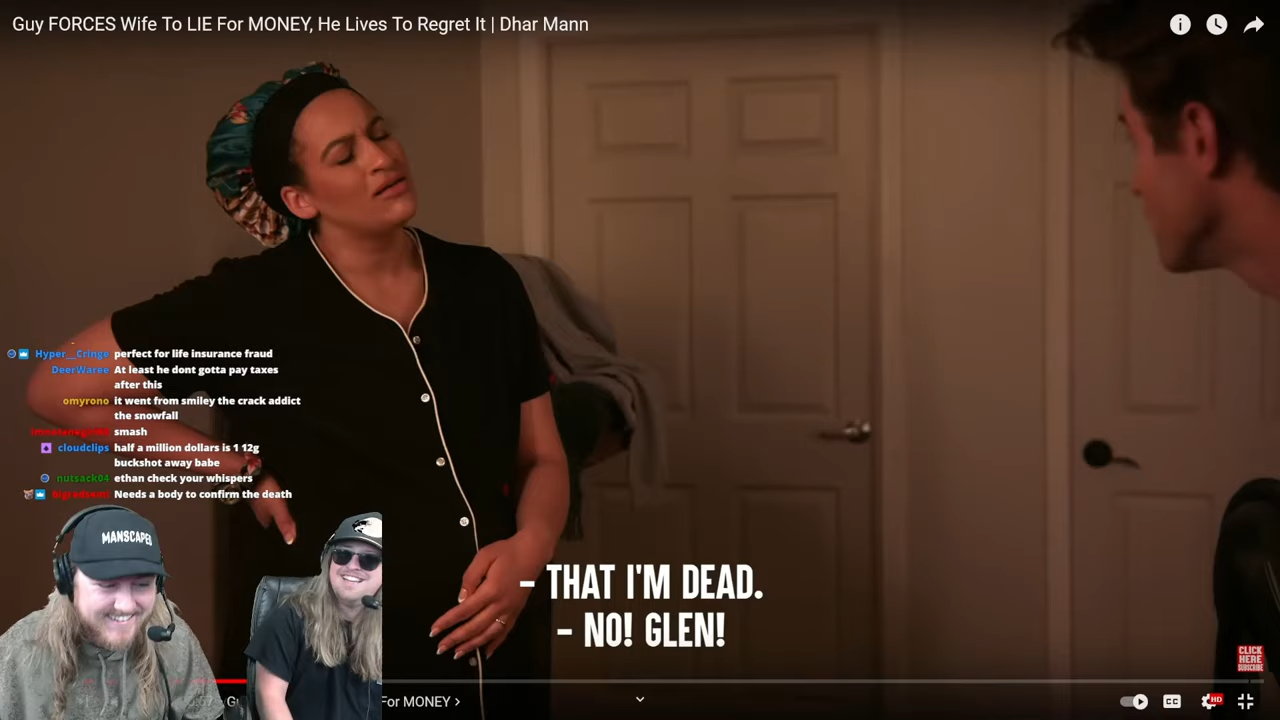 Guy FORCES Wife To LIE For MONEY, He Lives To Regret It | Dhar Mann
Hyper__Cringe perfect for life insurance fraud
DeerWaree At least he dont gotta pay taxes
after this
omyrono it went from smiley the crack addict
the snowfall
smash
cloudclips half a million dollars is 1 12g
buckshot away babe
nutsack04 ethan check your whispers
Needs a body to confirm the death
MANSCAPED
- THAT I'M DEAD.
- NO! GLEN!
CLICK
HERE
SUBSCRIBE
For MONEY >
CC
HD